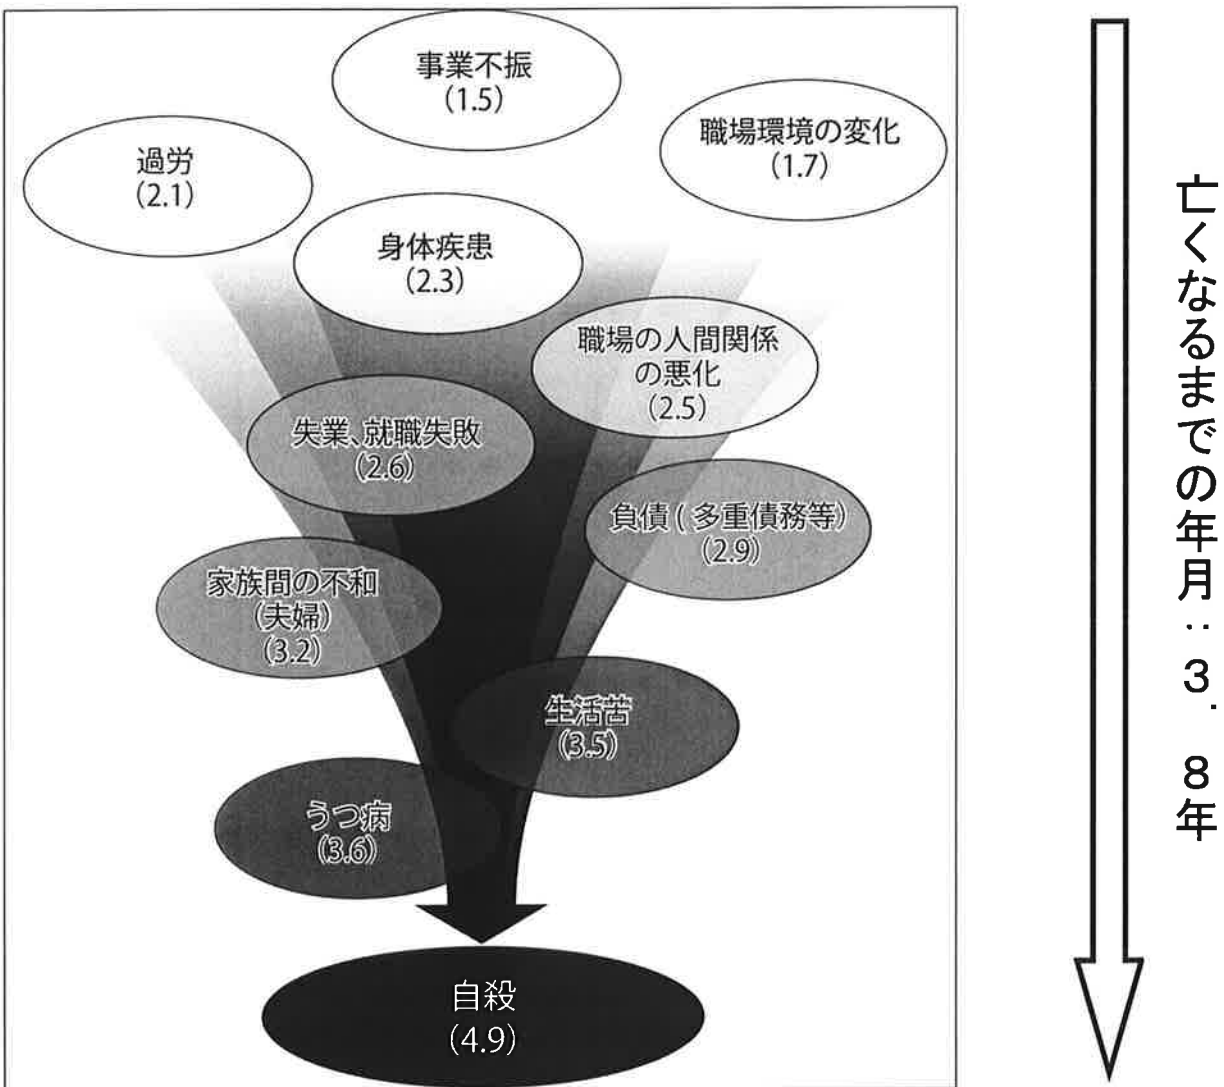 事業不振
(1.5)
職場環境の変化
(1.7)
過労
(2.1)
身体疾患
(2.3)
職場の人間関係
の悪化
(2.5)
失業、就職失敗
(2.6)
負債(多重債務等)
(2.9)
家族間の不和
(夫婦)
(3.2)
生活苦
(3.5)
うつ病
(3.6)
自殺
(4.9)
亡くなるまでの年月:3.8年